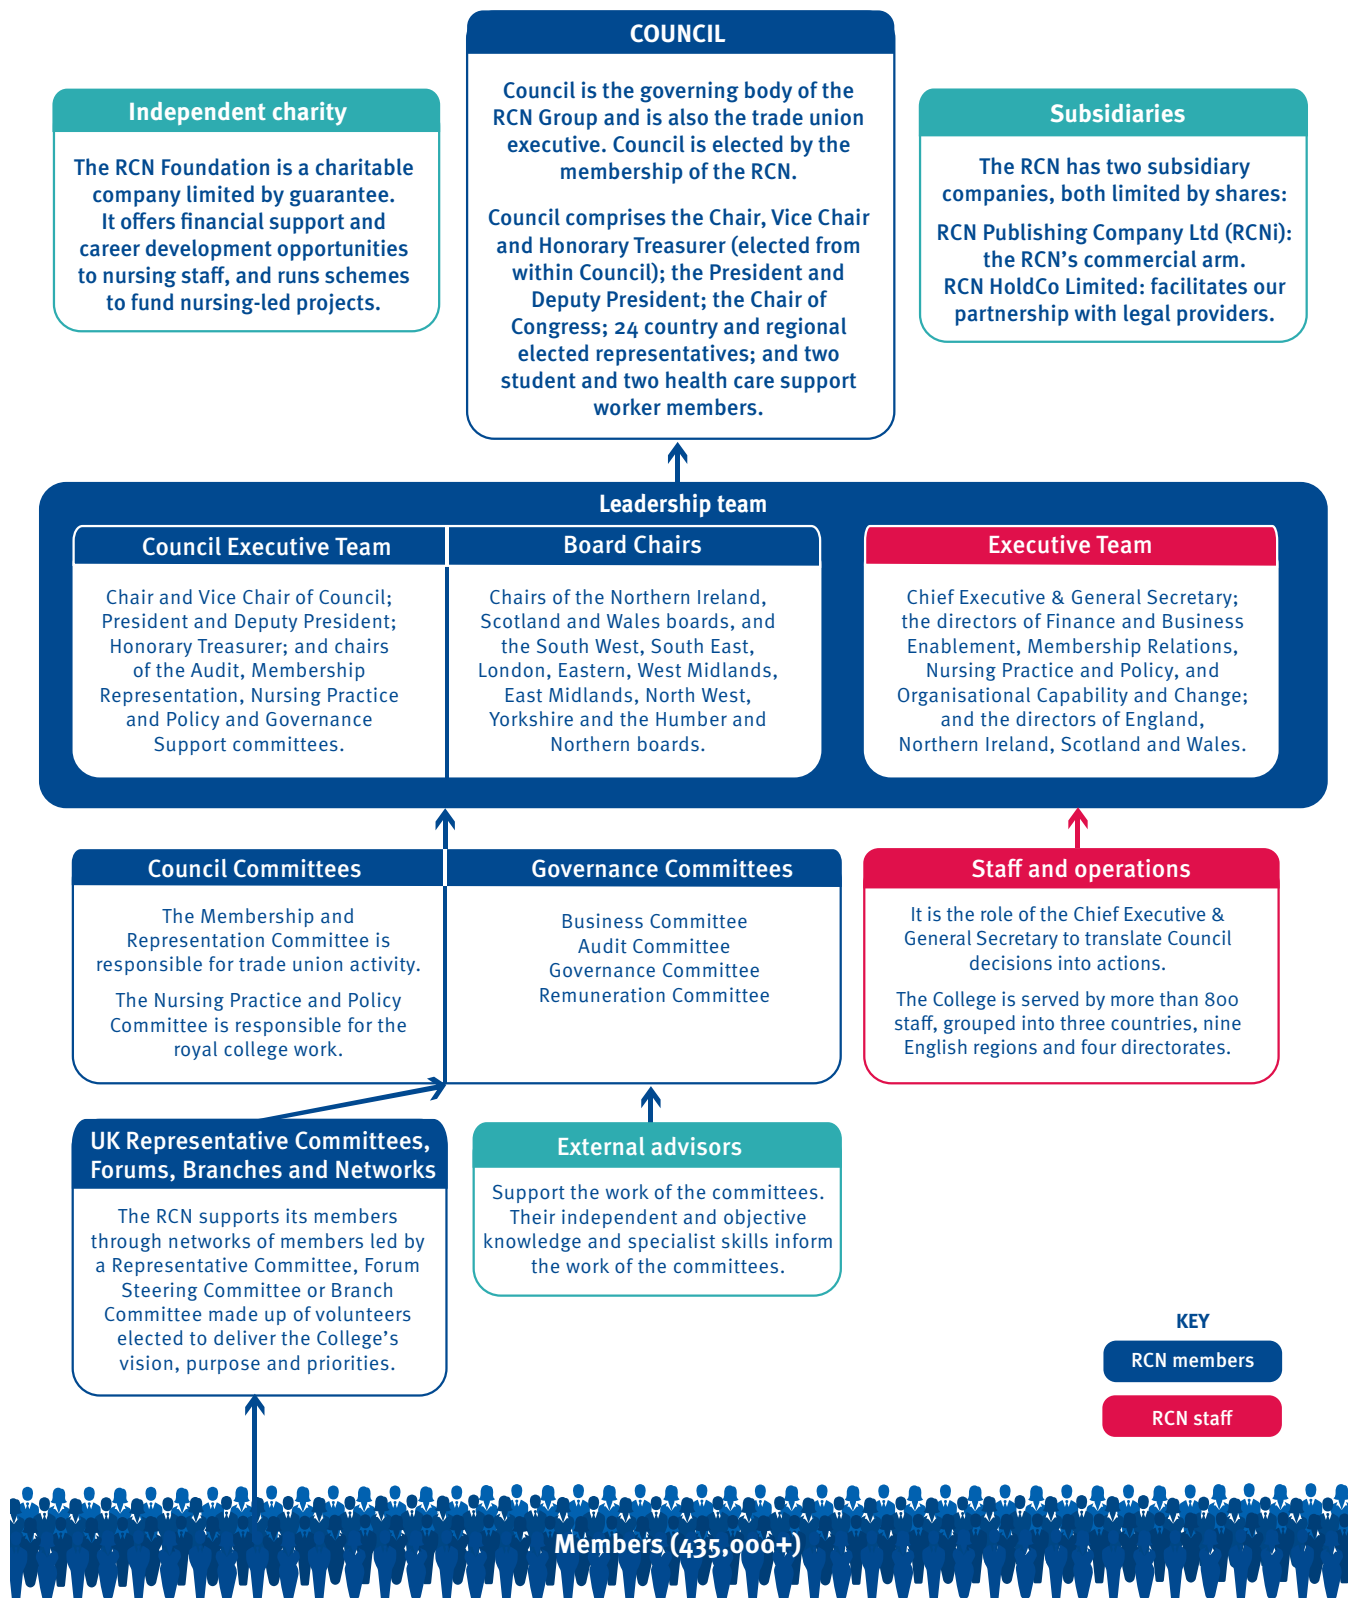 COUNCIL
Council is the governing body of the
RCN Group and is also the trade union
executive. Council is elected by the
membership of the RCN.
Council comprises the Chair, Vice Chair
and Honorary Treasurer (elected from
within Council); the President and
Deputy President; the Chair of
Congress; 24 country and regional
elected representatives; and two
student and two health care support
worker members.
Independent charity
The RCN Foundation is a charitable
company limited by guarantee.
It offers financial support and
career development opportunities
to nursing staff, and runs schemes
to fund nursing-led projects.
Subsidiaries
The RCN has two subsidiary
companies, both limited by shares:
RCN Publishing Company Ltd (RCNi):
the RCN’s commercial arm.
RCN HoldCo Limited: facilitates our
partnership with legal providers.
Leadership team
Council Executive Team
Chair and Vice Chair of Council;
President and Deputy President;
Honorary Treasurer; and chairs
of the Audit, Membership
Representation, Nursing Practice
and Policy and Governance
Support committees.
Board Chairs
Chairs of the Northern Ireland,
Scotland and Wales boards, and
the South West, South East,
London, Eastern, West Midlands,
East Midlands, North West,
Yorkshire and the Humber and
Northern boards.
Executive Team
Chief Executive & General Secretary;
the directors of Finance and Business
Enablement, Membership Relations,
Nursing Practice and Policy, and
Organisational Capability and Change;
and the directors of England,
Northern Ireland, Scotland and Wales.
Council Committees
The Membership and
Representation Committee is
responsible for trade union activity.
The Nursing Practice and Policy
Committee is responsible for the
royal college work.
Governance Committees
Business Committee
Audit Committee
Governance Committee
Remuneration Committee
Staff and operations
It is the role of the Chief Executive &
General Secretary to translate Council
decisions into actions.
The College is served by more than 800
staff, grouped into three countries, nine
English regions and four directorates.
UK Representative Committees,
Forums, Branches and Networks
The RCN supports its members
through networks of members led by
a Representative Committee, Forum
Steering Committee or Branch
Committee made up of volunteers
elected to deliver the College’s
vision, purpose and priorities.
External advisors
Support the work of the committees.
Their independent and objective
knowledge and specialist skills inform
the work of the committees.
KEY
RCN members
RCN staff
Members (435,000+)